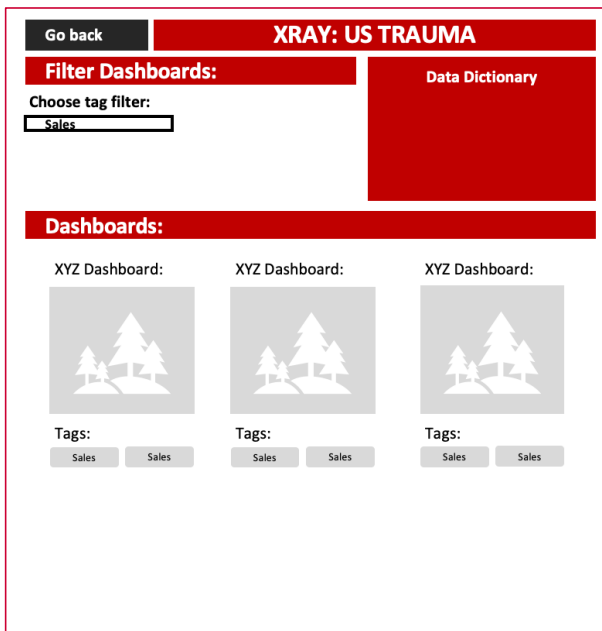 Go back
XRAY: US TRAUMA
Filter Dashboards:
Data Dictionary
Choose tag filter:
Sales
Dashboards:
XYZ Dashboard:
XYZ Dashboard:
XYZ Dashboard:
Tags:
Tags:
Tags:
Sales
Sales
Sales
Sales
Sales
Sales